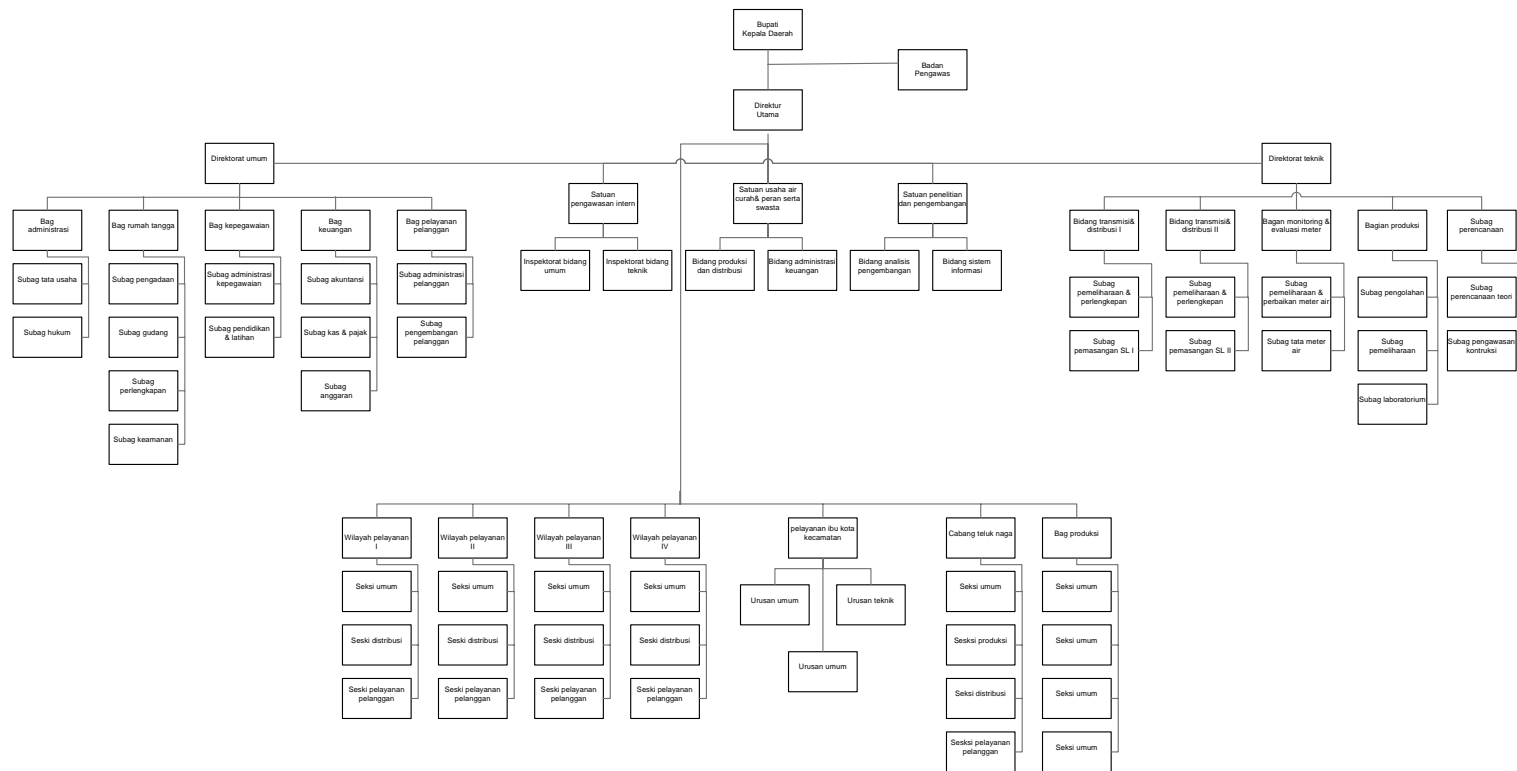 Bupati
Kepala Daerah
Badan
Pengawas
Direktur
Utama
Direktorat umum
Direktorat teknik
Satuan
pengawasan intern
Satuan usaha air
curah& peran serta
swasta
Satuan penelitian
dan pengembangan
Bag
administrasi
Bag rumah tangga
Bag kepegawaian
Bag
keuangan
Bag pelayanan
pelanggan
Bidang transmisi&
distribusi I
Bidang transmisi&
distribusi II
Bagan monitoring &
evaluasi meter
Bagian produksi
Subag
perencanaan
Inspektorat bidang
umum
Inspektorat bidang
teknik
Bidang produksi
dan distribusi
Bidang administrasi
keuangan
Bidang analisis
pengembangan
Bidang sistem
informasi
Subag tata usaha
Subag pengadaan
Subag administrasi
kepegawaian
Subag akuntansi
Subag administrasi
pelanggan
Subag
pemeliharaan &
perlengkepan
Subag
pemeliharaan &
perlengkepan
Subag
pemeliharaan &
perbaikan meter air
Subag pengolahan
Subag
perencanaan teori
Subag hukum
Subag gudang
Subag pendidikan
& latihan
Subag kas & pajak
Subag
pengembangan
pelanggan
Subag
pemasangan SL I
Subag
pemasangan SL II
Subag tata meter
air
Subag
pemeliharaan
Subag pengawasan
kontruksi
Subag
perlengkapan
Subag
anggaran
Subag laboratorium
Subag keamanan
Wilayah pelayanan
I
Wilayah pelayanan
II
Wilayah pelayanan
III
Wilayah pelayanan
IV
pelayanan ibu kota
kecamatan
Cabang teluk naga
Bag produksi
Seksi umum
Seksi umum
Seksi umum
Seksi umum
Urusan umum
Urusan teknik
Seksi umum
Seksi umum
Seski distribusi
Seski distribusi
Seski distribusi
Seski distribusi
Urusan umum
Sesksi produksi
Seksi umum
Seski pelayanan
pelanggan
Seski pelayanan
pelanggan
Seski pelayanan
pelanggan
Seski pelayanan
pelanggan
Seksi distribusi
Seksi umum
Sesksi pelayanan
pelanggan
Seksi umum